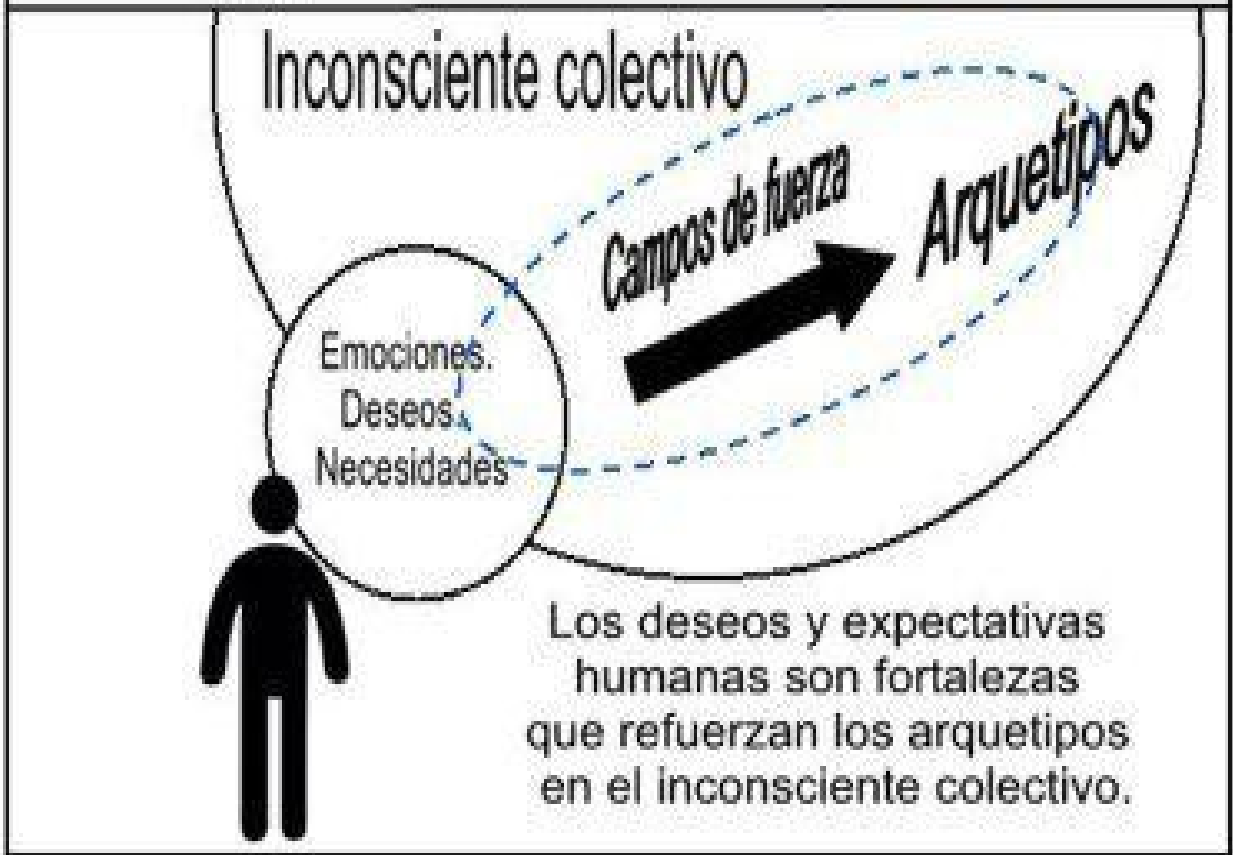 Inconsciente colectivo
Campos de fuerza
Arquetipos
Emociones.
Deseos.
Necesidades
Los deseos y expectativas
humanas son fortalezas
que refuerzan los arquetipos
en el inconsciente colectivo.